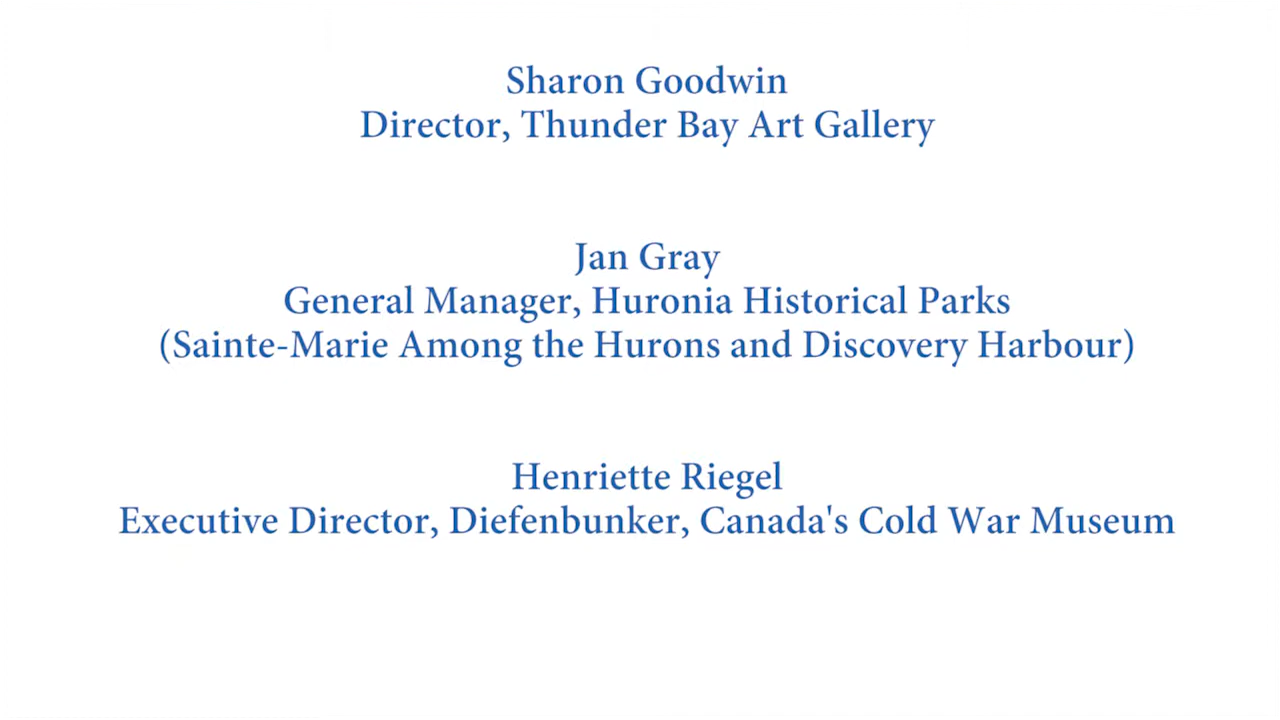 Sharon Goodwin
Director, Thunder Bay Art Gallery
Jan Gray
General Manager, Huronia Historical Parks
(Sainte-Marie Among the Hurons and Discovery Harbour)
Henriette Riegel
Executive Director, Diefenbunker, Canada's Cold War Museum